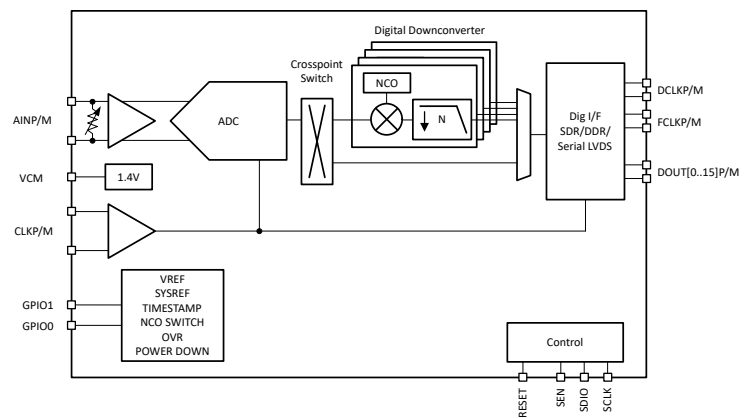 Digital Downconverter
Crosspoint
Switch
NCO
N
ADC
Dig I/F
SDR/DDR/
Serial LVDS
DCLKP/M
FCLKP/M
DOUT[0..15]P/M
AINP/M
VCM
1.4V
CLKP/M
GPIO1
GPIO0
VREF
SYSREF
TIMESTAMP
NCO SWITCH
OVR
POWER DOWN
Control
RESET
SEN
SDIO
SCLK